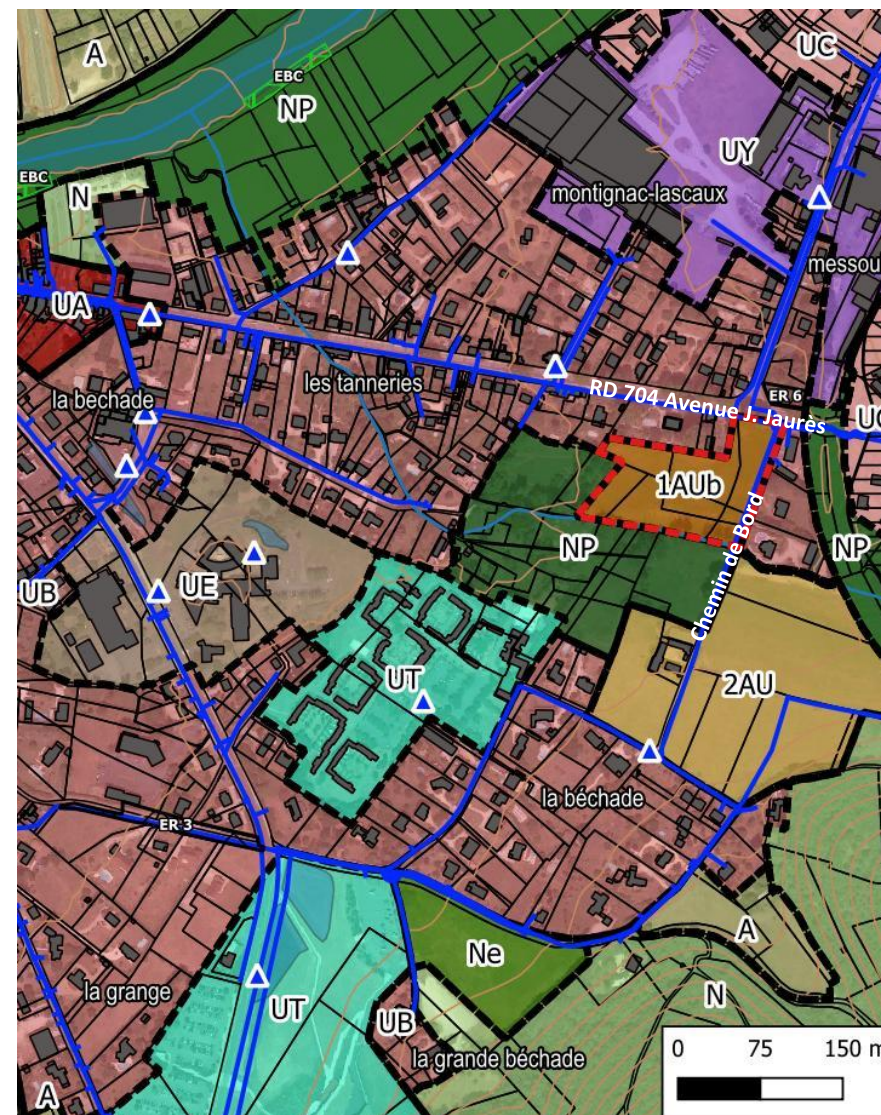 A
UC
EBC
NP
UY
EBC
N
montignac-lascaux
messou
UA
les tanneries
RD 704 Avenue J. Jaurès
ER 6
la bechade
UC
1AUb
Chemin de Bord
NP
NP
UB
UE
UT
2AU
la béchade
ER 3
A
Ne
N
la grange
UT
UB
la grande béchade
A
0 75 150 m